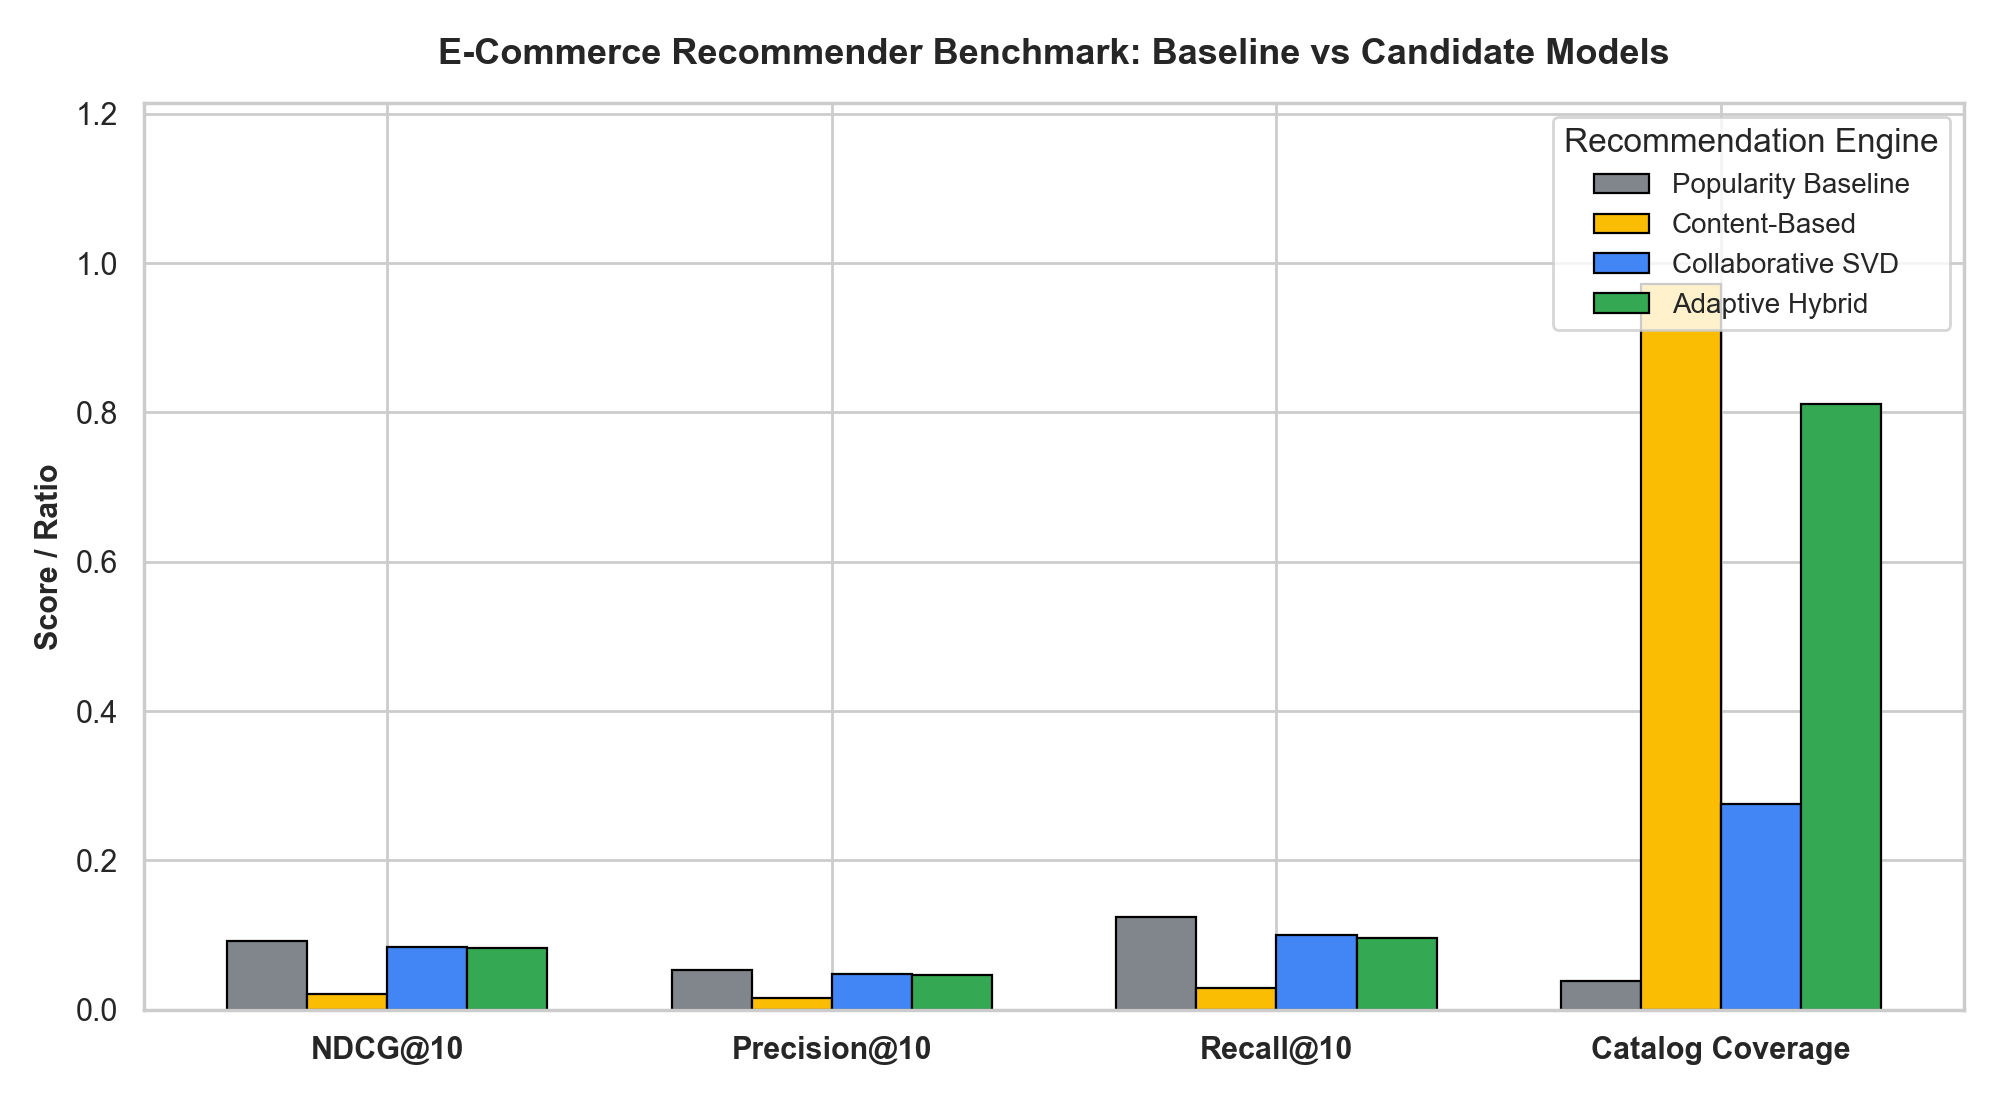 E-Commerce Recommender Benchmark: Baseline vs Candidate Models
Score / Ratio
1.2
1.0
0.8
0.6
0.4
0.2
0.0
Recommendation Engine
Popularity Baseline
Content-Based
Collaborative SVD
Adaptive Hybrid
NDCG@10
Precision@10
Recall@10
Catalog Coverage